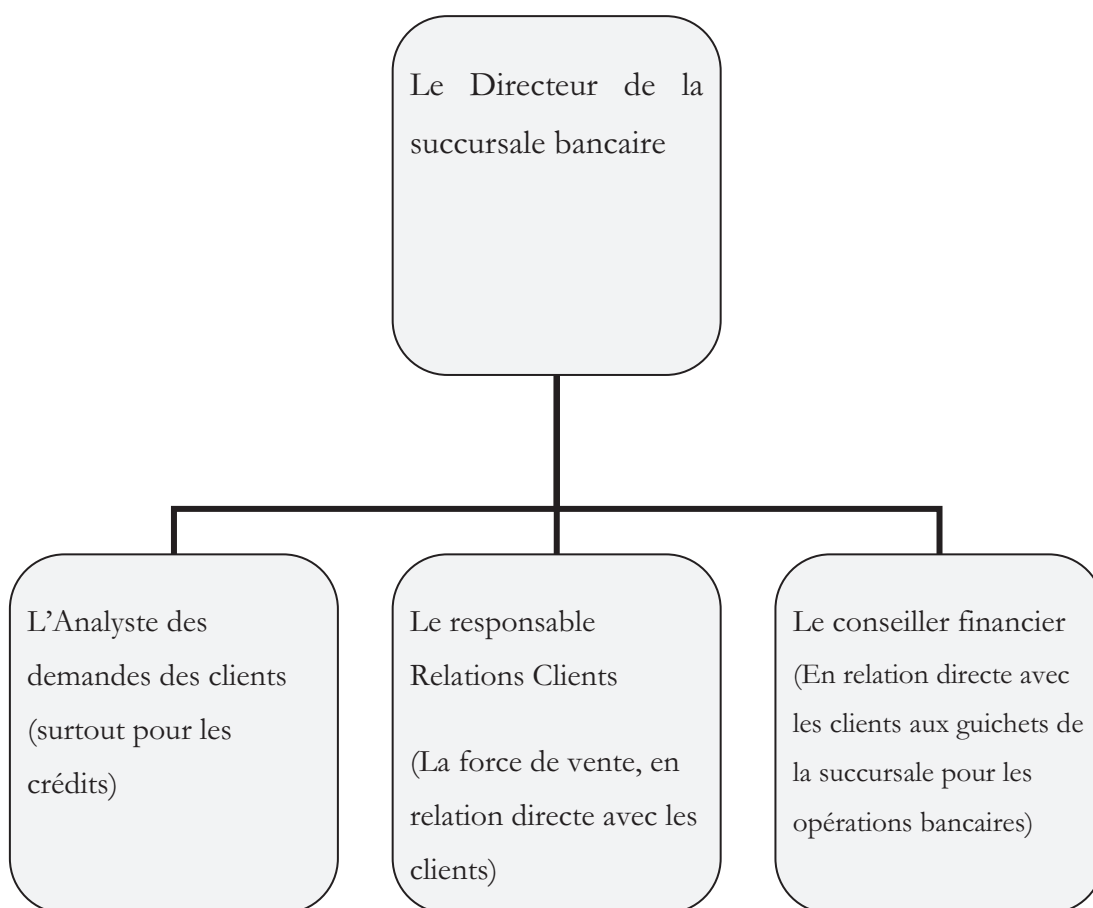 Le Directeur de la
succursale bancaire
L’Analyste des
demandes des clients
(surtout pour les
crédits)
Le responsable
Relations Clients
(La force de vente, en
relation directe avec les
clients)
Le conseiller financier
(En relation directe avec
les clients aux guichets de
la succursale pour les
opérations bancaires)